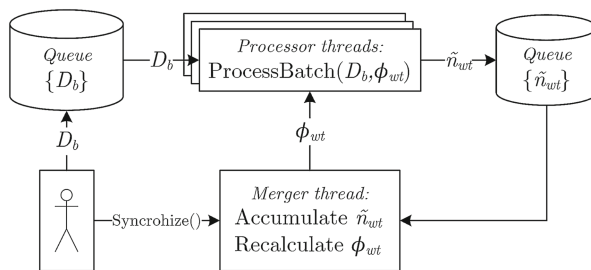 Queue
{D_b}
D_b
Processor threads:
ProcessBatch(D_b,ϕ_wt)
ñ_wt
Queue
{ñ_wt}
D_b
ϕ_wt
Syncrohize()
Merger thread:
Accumulate ñ_wt
Recalculate ϕ_wt